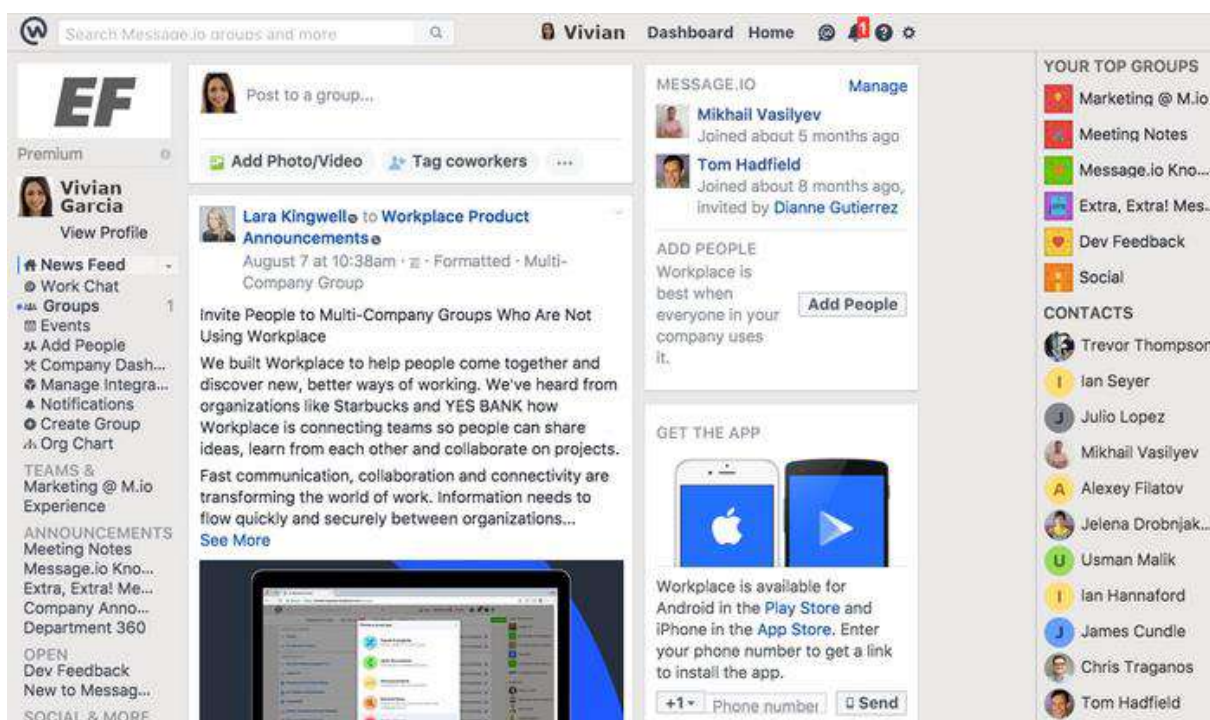 Search Message.io groups and more
Vivian
Dashboard
Home
1
EF
Premium
Vivian
Garcia
View Profile
News Feed
Work Chat
Groups 1
Events
Add People
Company Dash...
Manage Integra...
Notifications
Create Group
Org Chart
TEAMS &
Marketing @ M.io
Experience
ANNOUNCEMENTS
Meeting Notes
Message.io Kno...
Extra, Extra! Me...
Company Anno...
Department 360
OPEN
Dev Feedback
New to Messag...
SOCIAL & MORE
Post to a group...
Add Photo/Video
Tag coworkers
...
Lara Kingwell to Workplace Product
Announcements
August 7 at 10:38am · Formatted · Multi-
Company Group
Invite People to Multi-Company Groups Who Are Not
Using Workplace
We built Workplace to help people come together and
discover new, better ways of working. We've heard from
organizations like Starbucks and YES BANK how
Workplace is connecting teams so people can share
ideas, learn from each other and collaborate on projects.
Fast communication, collaboration and connectivity are
transforming the world of work. Information needs to
flow quickly and securely between organizations...
See More
MESSAGE.IO
Manage
Mikhail Vasilyev
Joined about 5 months ago
Tom Hadfield
Joined about 8 months ago,
invited by Dianne Gutierrez
ADD PEOPLE
Workplace is
best when
everyone in your
company uses
it.
Add People
GET THE APP
Workplace is available for
Android in the Play Store and
iPhone in the App Store. Enter
your phone number to get a link
to install the app.
+1
Phone number
Send
YOUR TOP GROUPS
Marketing @ M.io
Meeting Notes
Message.io Kno...
Extra, Extra! Mes...
Dev Feedback
Social
CONTACTS
Trevor Thompson
I Ian Seyer
J Julio Lopez
Mikhail Vasilyev
A Alexey Filatov
Jelena Drobnjak...
U Usman Malik
I Ian Hannaford
J James Cundle
Chris Traganos
Tom Hadfield